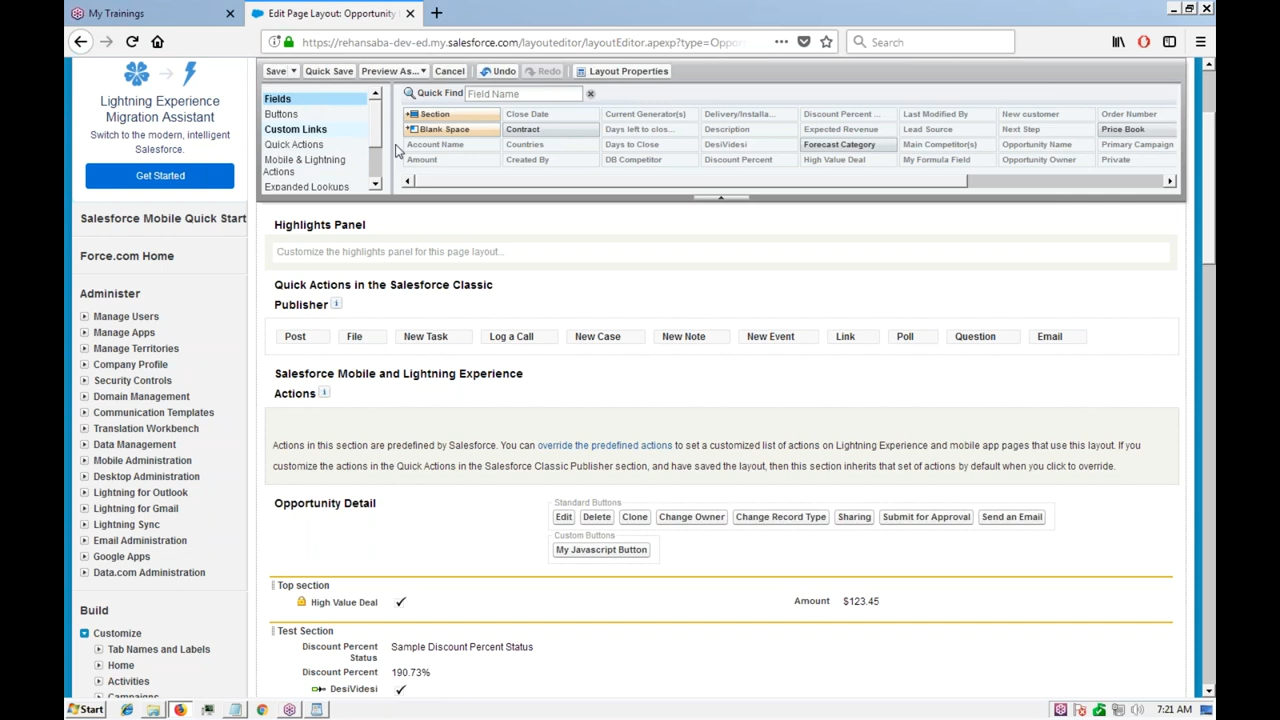 My Trainings
Edit Page Layout: Opportunity
https://rehansaba-dev-ed.my.salesforce.com/layouteditor/layoutEditor.apexp?type=Oppor
Search
Lightning Experience
Migration Assistant
Switch to the modern, intelligent
Salesforce.
Get Started
Salesforce Mobile Quick Start
Force.com Home
Administer
Manage Users
Manage Apps
Manage Territories
Company Profile
Security Controls
Domain Management
Communication Templates
Translation Workbench
Data Management
Mobile Administration
Desktop Administration
Lightning for Outlook
Lightning for Gmail
Lightning Sync
Email Administration
Google Apps
Data.com Administration
Build
Customize
Tab Names and Labels
Home
Activities
Campaigns
Save Quick Save Preview As... Cancel Undo Redo Layout Properties
Fields
Buttons
Custom Links
Quick Actions
Mobile & Lightning
Actions
Expanded Lookups
Quick Find Field Name
Section Close Date Current Generator(s) Delivery/Installa... Discount Percent ... Last Modified By New customer Order Number
Blank Space Contract Days left to clos... Description Expected Revenue Lead Source Next Step Price Book
Account Name Countries Days to Close DesiVidesi Forecast Category Main Competitor(s) Opportunity Name Primary Campaign
Amount Created By DB Competitor Discount Percent High Value Deal My Formula Field Opportunity Owner Private
Highlights Panel
Customize the highlights panel for this page layout...
Quick Actions in the Salesforce Classic
Publisher
Post File New Task Log a Call New Case New Note New Event Link Poll Question Email
Salesforce Mobile and Lightning Experience
Actions
Actions in this section are predefined by Salesforce. You can override the predefined actions to set a customized list of actions on Lightning Experience and mobile app pages that use this layout. If you
customize the actions in the Quick Actions in the Salesforce Classic Publisher section, and have saved the layout, then this section inherits that set of actions by default when you click to override.
Opportunity Detail
Standard Buttons
Edit Delete Clone Change Owner Change Record Type Sharing Submit for Approval Send an Email
Custom Buttons
My Javascript Button
Top section
High Value Deal Amount $123.45
Test Section
Discount Percent Sample Discount Percent Status
Status
Discount Percent 190.73%
DesiVidesi
Start 7:21 AM